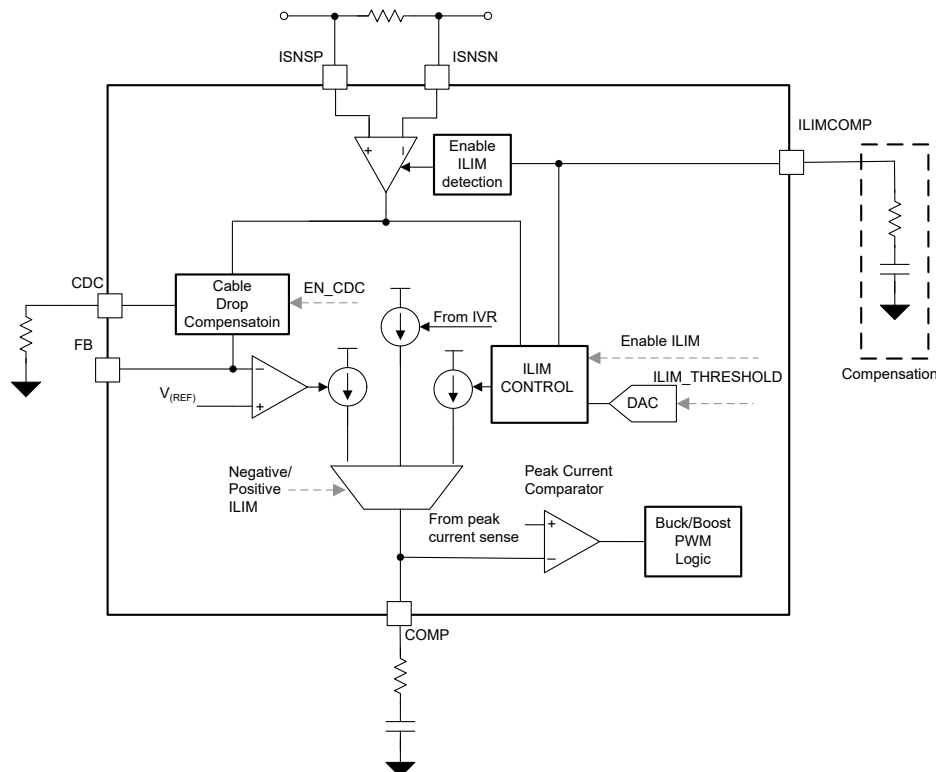 ISNSP
ISNSN
ILIMCOMP
+
−
Enable
ILIM
detection
CDC
Cable
Drop
Compensatoin
EN_CDC
From IVR
FB
Enable ILIM
ILIM
CONTROL
ILIM_THRESHOLD
DAC
Compensation
−
V(REF)
+
Negative/
Positive
ILIM
Peak Current
Comparator
From peak
current sense
+
−
Buck/Boost
PWM
Logic
COMP